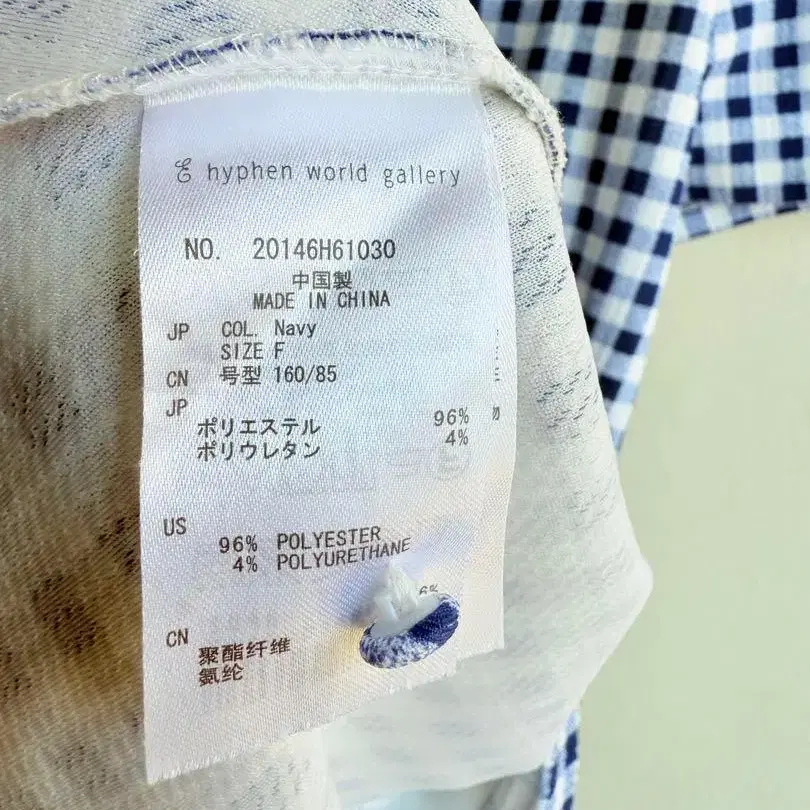 E hyphen world gallery
NO. 20146H61030
中国製
MADE IN CHINA
JP COL. Navy
SIZE F
CN 号型 160/85
JP
ポリエステル 96%
ポリウレタン 4%
US
96% POLYESTER
4% POLYURETHANE
CN
聚酯纤维
氨纶